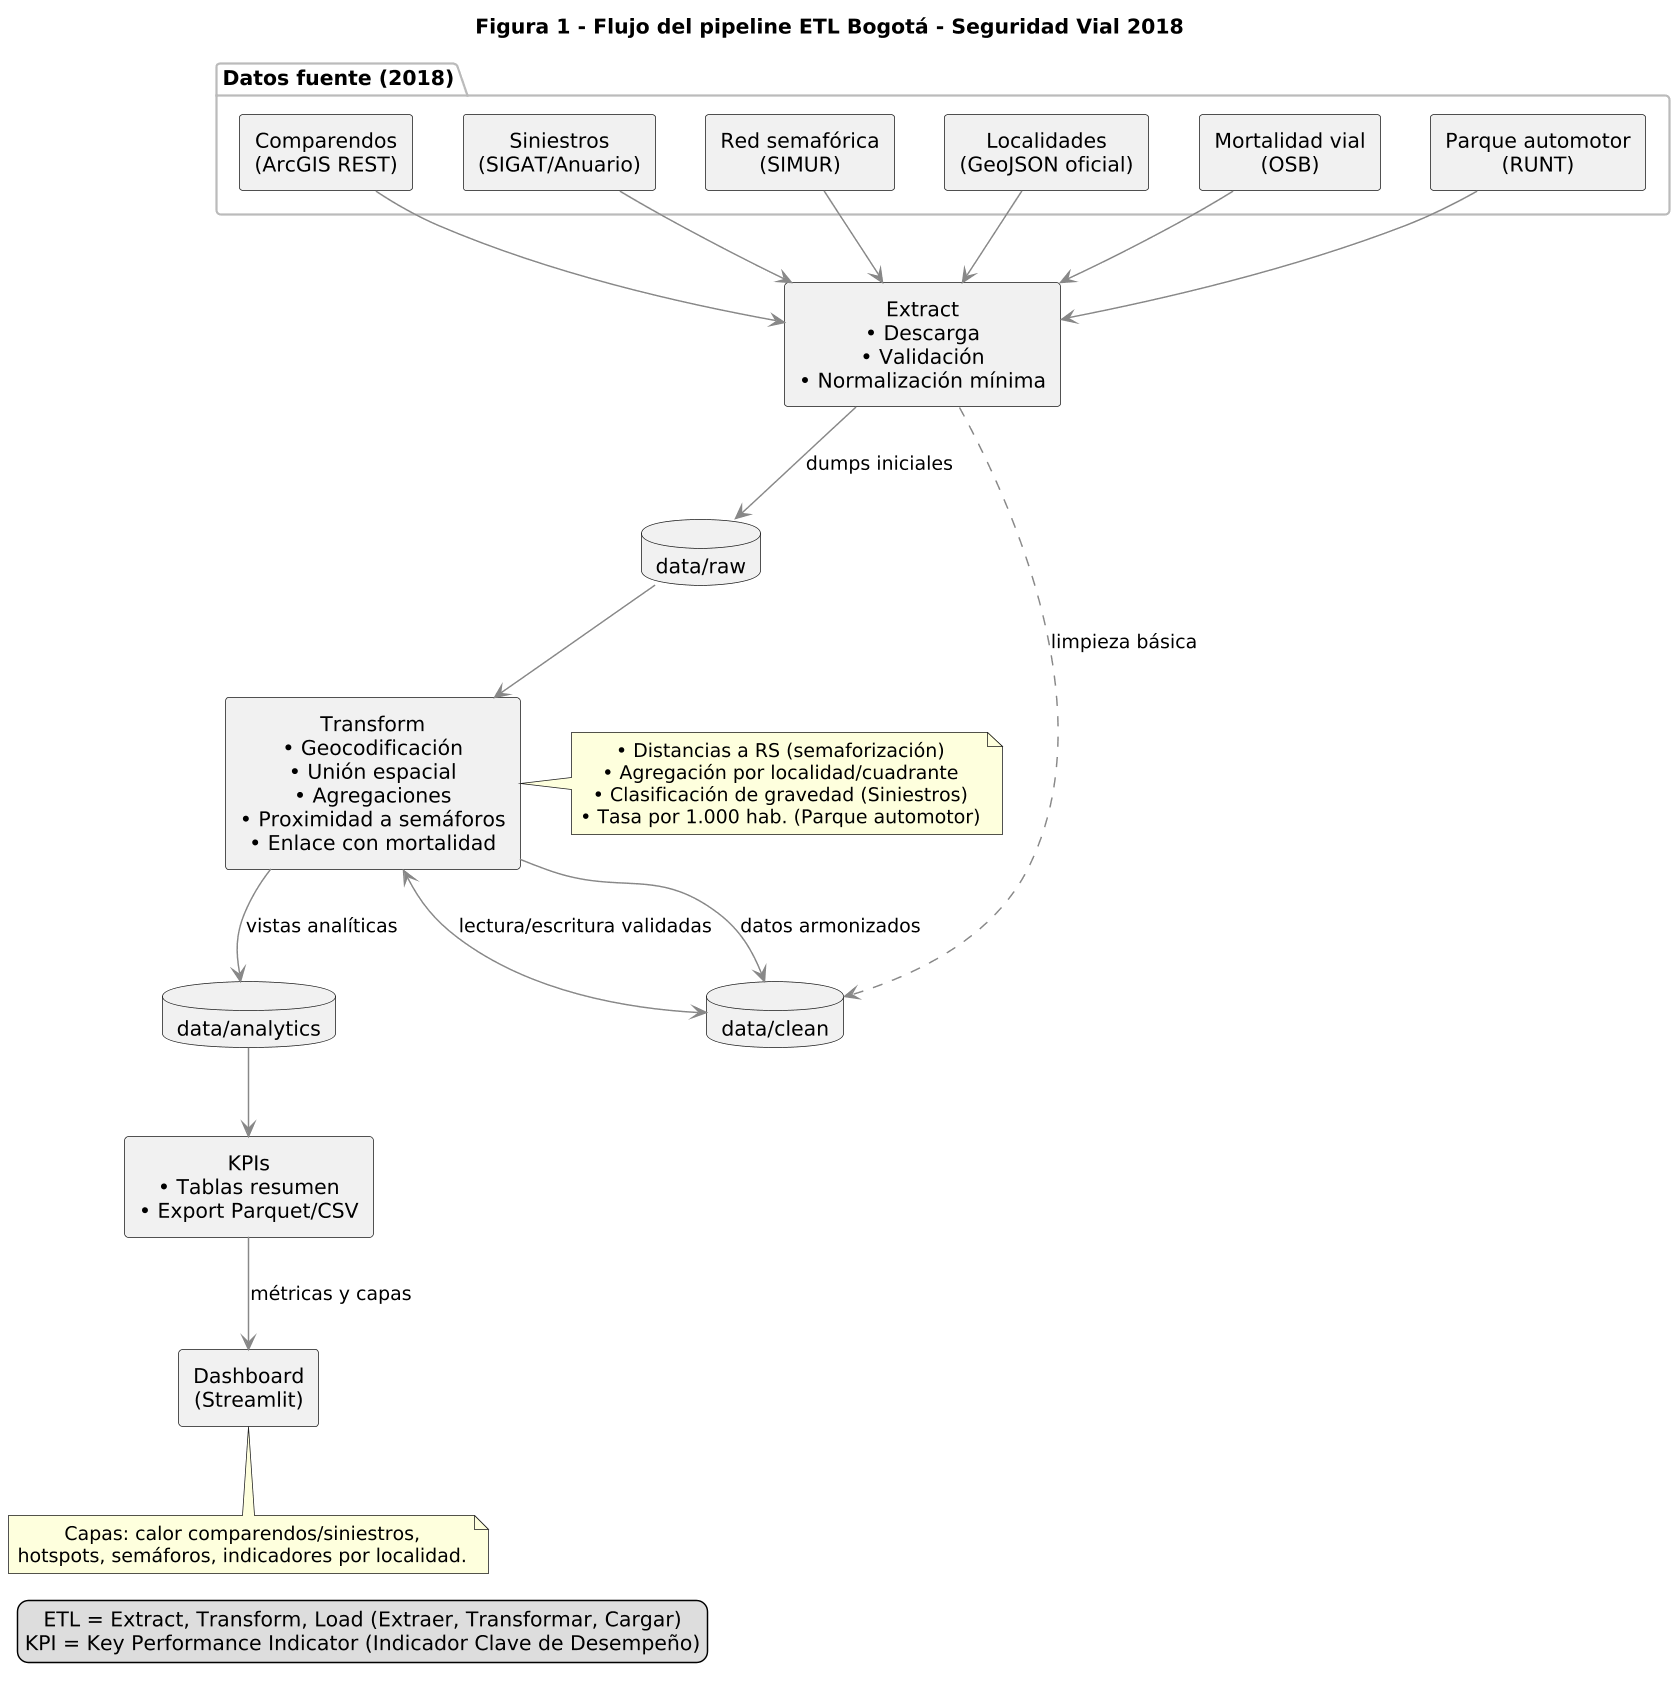 Figura 1 - Flujo del pipeline ETL Bogotá - Seguridad Vial 2018
Datos fuente (2018)
Comparendos
(ArcGIS REST)
Siniestros
(SIGAT/Anuario)
Red semafórica
(SIMUR)
Localidades
(GeoJSON oficial)
Mortalidad vial
(OSB)
Parque automotor
(RUNT)
Extract
• Descarga
• Validación
• Normalización mínima
dumps iniciales
data/raw
limpieza básica
Transform
• Geocodificación
• Unión espacial
• Agregaciones
• Proximidad a semáforos
• Enlace con mortalidad
• Distancias a RS (semaforización)
• Agregación por localidad/cuadrante
• Clasificación de gravedad (Siniestros)
• Tasa por 1.000 hab. (Parque automotor)
vistas analíticas
lectura/escritura validadas
datos armonizados
data/analytics
data/clean
KPIs
• Tablas resumen
• Export Parquet/CSV
métricas y capas
Dashboard
(Streamlit)
Capas: calor comparendos/siniestros,
hotspots, semáforos, indicadores por localidad.
ETL = Extract, Transform, Load (Extraer, Transformar, Cargar)
KPI = Key Performance Indicator (Indicador Clave de Desempeño)